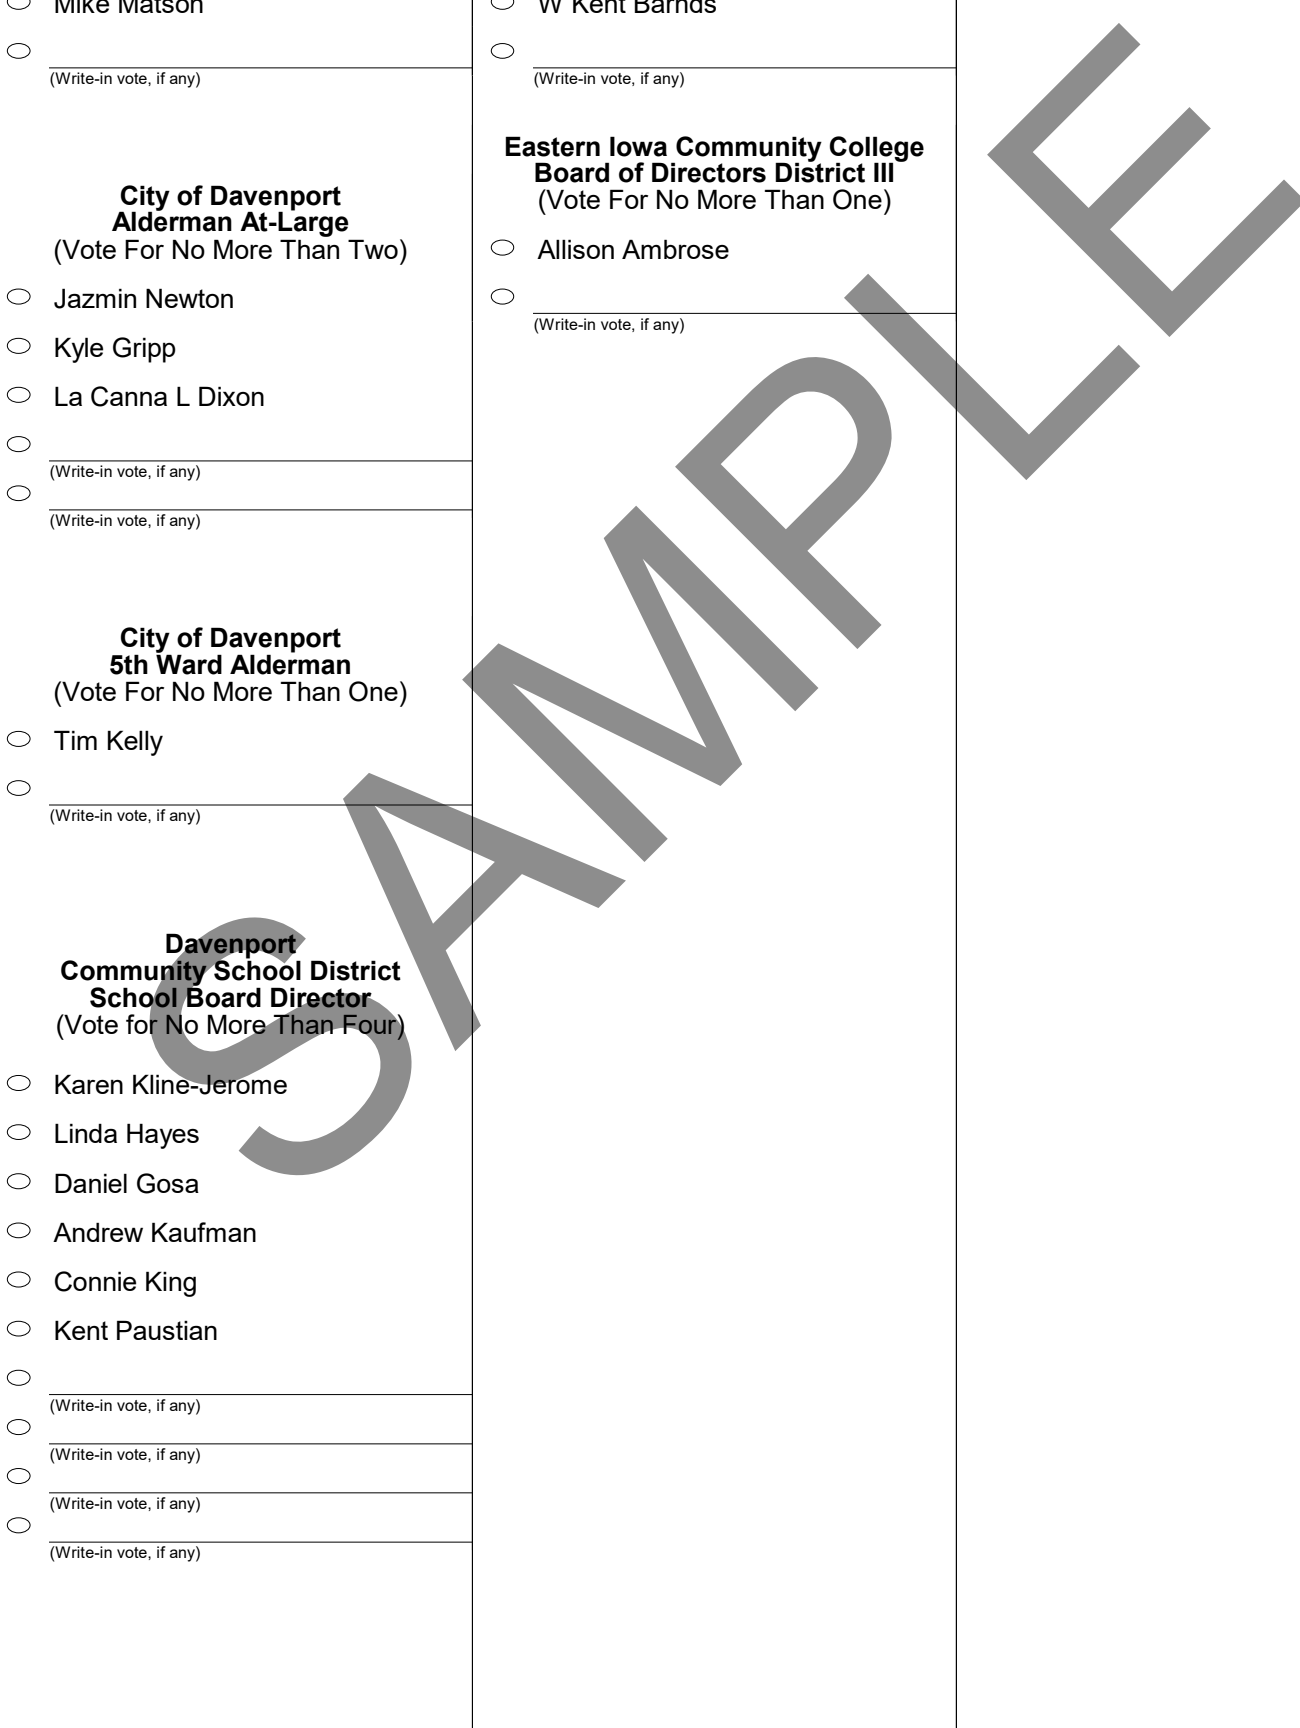 Mike Matson
(Write-in vote, if any)
City of Davenport
Alderman At-Large
(Vote For No More Than Two)
Jazmin Newton
Kyle Gripp
La Canna L Dixon
(Write-in vote, if any)
(Write-in vote, if any)
City of Davenport
5th Ward Alderman
(Vote For No More Than One)
Tim Kelly
(Write-in vote, if any)
Davenport
Community School District
School Board Director
(Vote for No More Than Four)
Karen Kline-Jerome
Linda Hayes
Daniel Gosa
Andrew Kaufman
Connie King
Kent Paustian
(Write-in vote, if any)
(Write-in vote, if any)
(Write-in vote, if any)
(Write-in vote, if any)
W Kent Barnds
(Write-in vote, if any)
Eastern Iowa Community College
Board of Directors District III
(Vote For No More Than One)
Allison Ambrose
(Write-in vote, if any)
SAMPLE